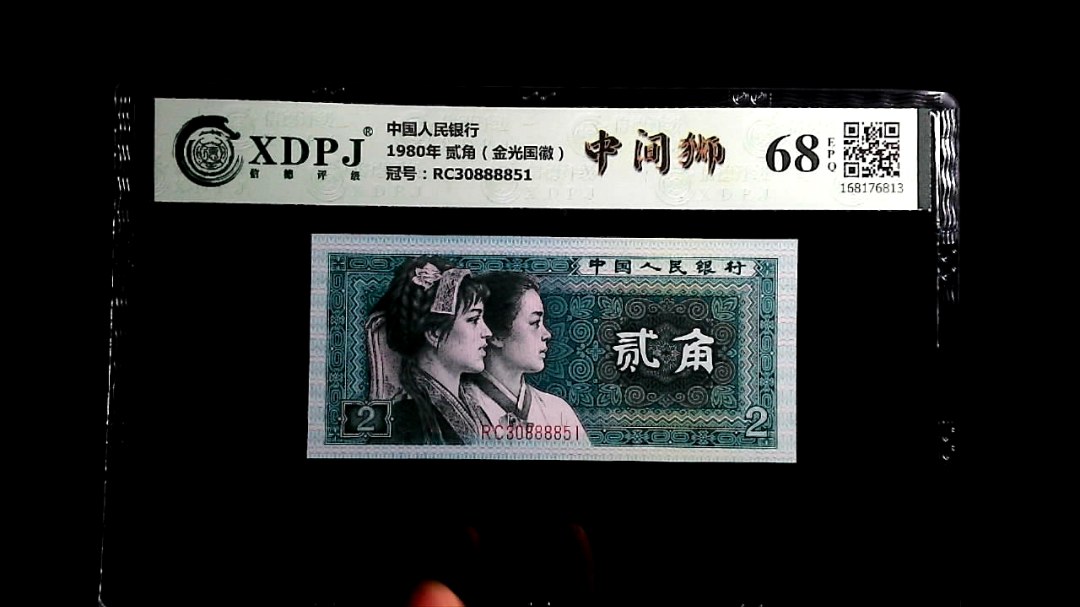 XDPJ®
信德评级
中国人民银行
1980年 贰角（金光国徽）
冠号：RC30888851
中间狮
68
EPQ
168176813
中国人民银行
贰角
2
RC30888851
2